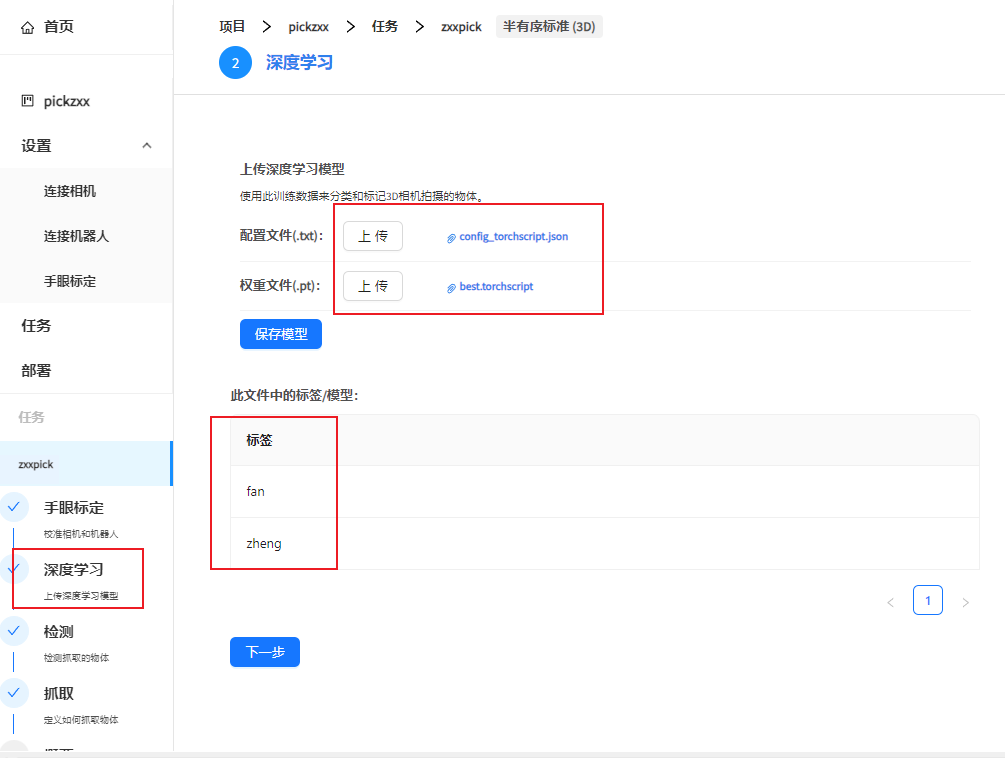 首页
项目 > pickzxx > 任务 > zxxpick 半有序标准 (3D)
2 深度学习
pickzxx
设置
连接相机
连接机器人
手眼标定
任务
部署
任务
zxxpick
手眼标定
校准相机和机器人
深度学习
上传深度学习模型
检测
检测抓取的物体
抓取
定义如何抓取物体
上传深度学习模型
使用此训练数据来分类和标记3D相机拍摄的物体。
配置文件(.txt)： 上 传 config_torchscript.json
权重文件(.pt)： 上 传 best.torchscript
保存模型
此文件中的标签/模型：
标签
fan
zheng
< 1 >
下一步